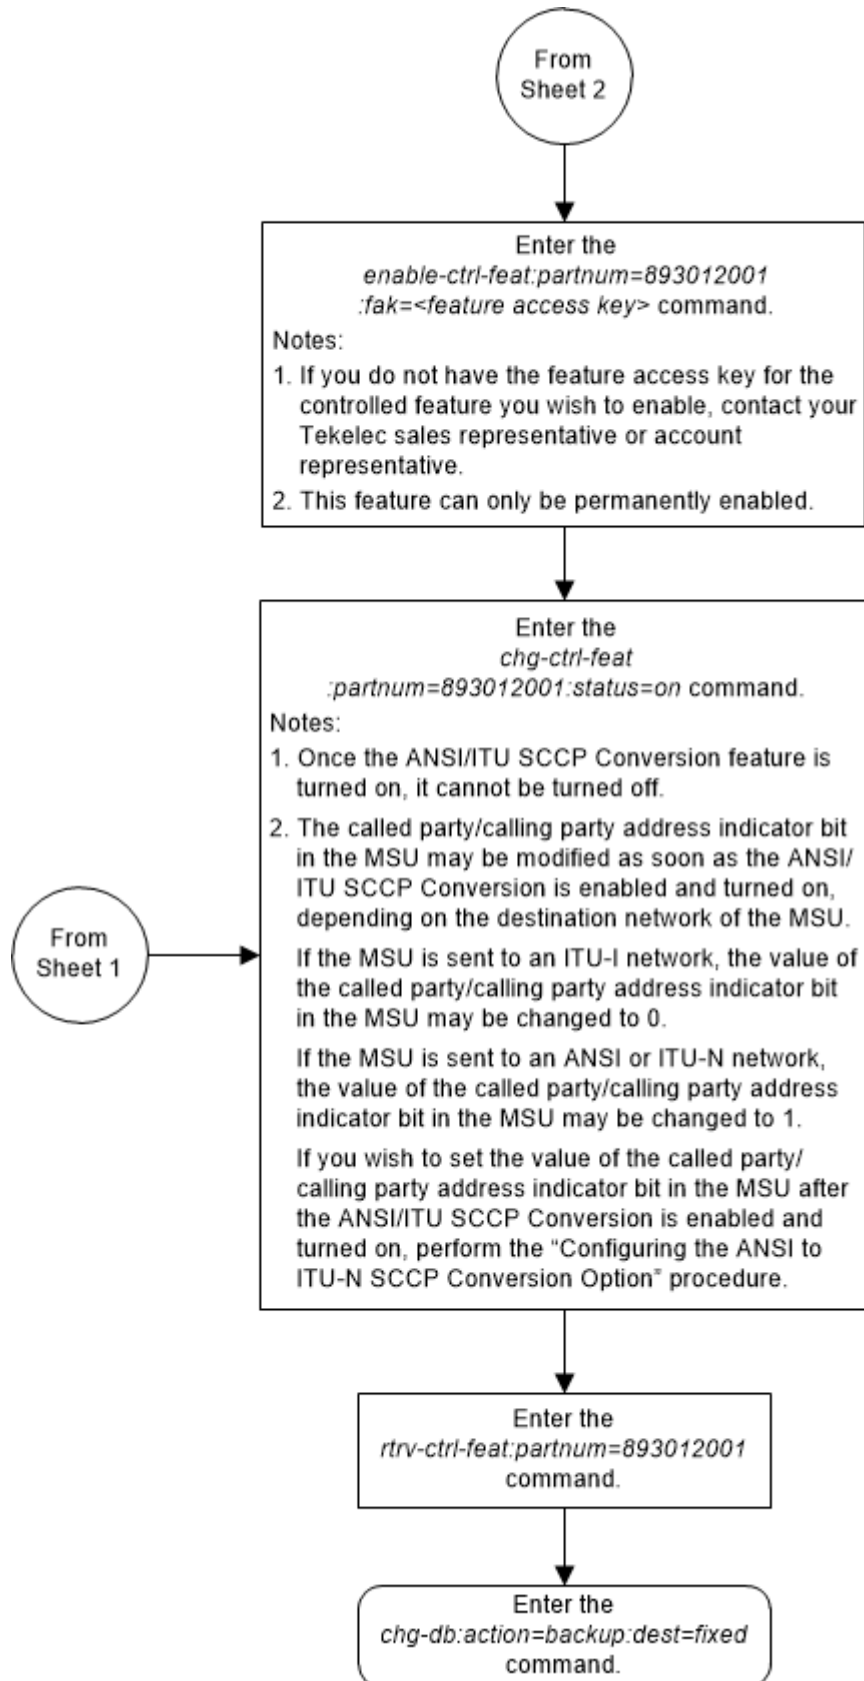 From
Sheet 2
Enter the
enable-ctrl-feat:partnum=893012001
:fak=<feature access key> command.
Notes:
1. If you do not have the feature access key for the
controlled feature you wish to enable, contact your
Tekelec sales representative or account
representative.
2. This feature can only be permanently enabled.
Enter the
chg-ctrl-feat
:partnum=893012001:status=on command.
Notes:
1. Once the ANSI/ITU SCCP Conversion feature is
turned on, it cannot be turned off.
2. The called party/calling party address indicator bit
in the MSU may be modified as soon as the ANSI/
ITU SCCP Conversion is enabled and turned on,
depending on the destination network of the MSU.
If the MSU is sent to an ITU-I network, the value of
the called party/calling party address indicator bit
in the MSU may be changed to 0.
If the MSU is sent to an ANSI or ITU-N network,
the value of the called party/calling party address
indicator bit in the MSU may be changed to 1.
If you wish to set the value of the called party/
calling party address indicator bit in the MSU after
the ANSI/ITU SCCP Conversion is enabled and
turned on, perform the “Configuring the ANSI to
ITU-N SCCP Conversion Option” procedure.
From
Sheet 1
Enter the
rtrv-ctrl-feat:partnum=893012001
command.
Enter the
chg-db:action=backup:dest=fixed
command.